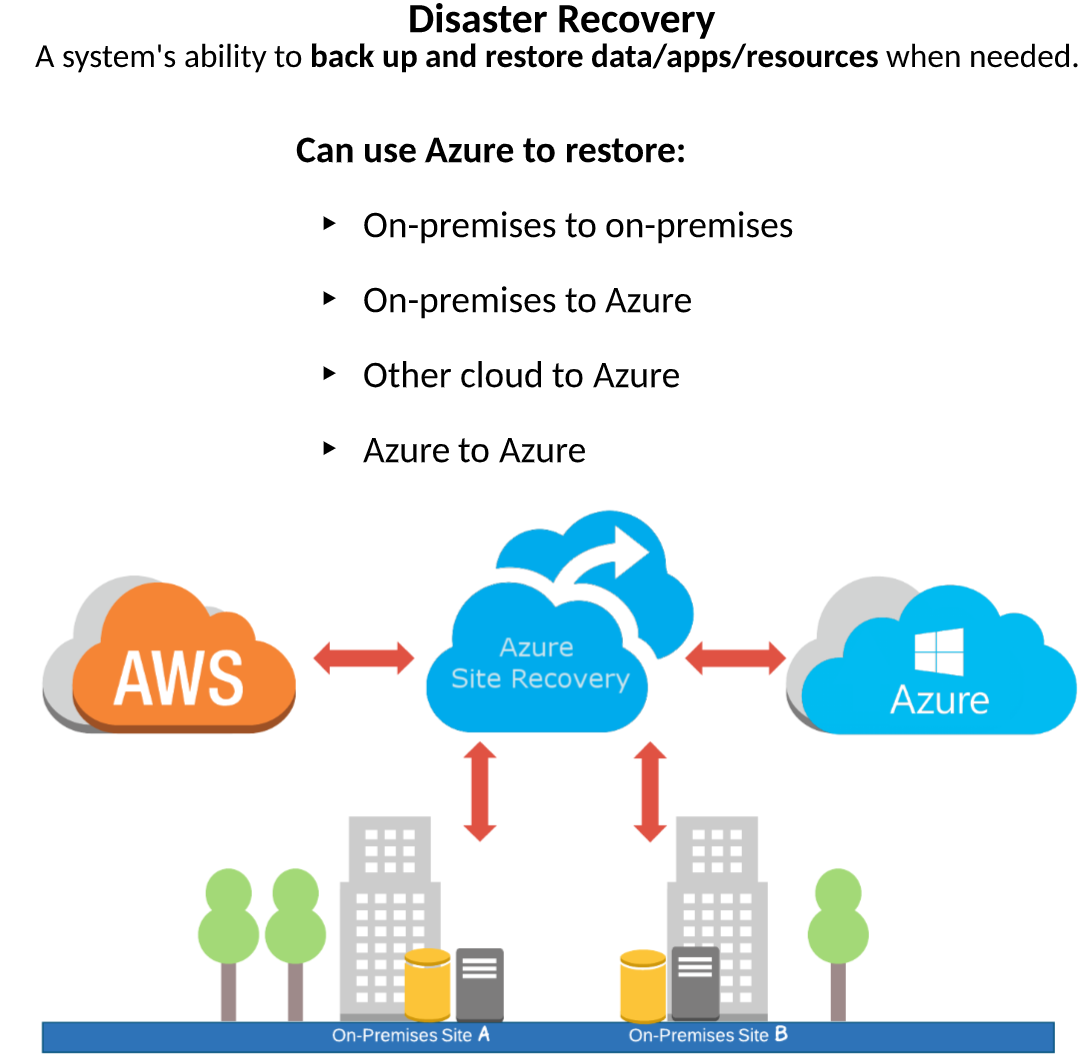 Disaster Recovery
A system's ability to back up and restore data/apps/resources when needed.
Can use Azure to restore:
‣ On-premises to on-premises
‣ On-premises to Azure
‣ Other cloud to Azure
‣ Azure to Azure
AWS
Azure
Site Recovery
Azure
On-Premises Site A
On-Premises Site B